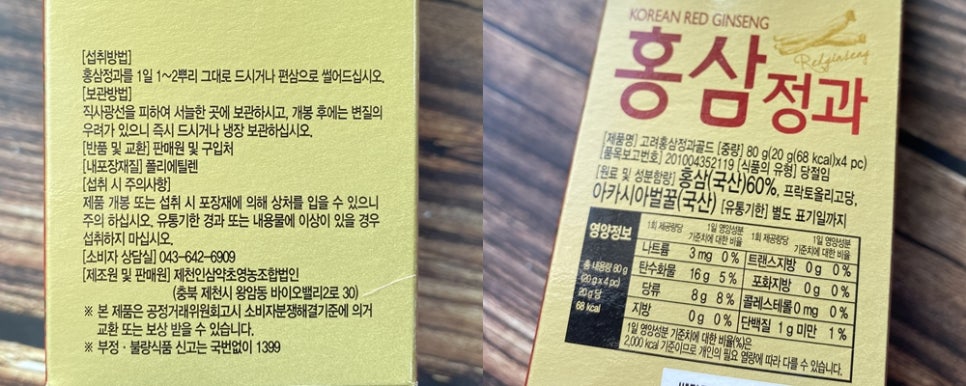 [섭취방법]
홍삼정과를 1일 1~2뿌리 그대로 드시거나 편삼으로 썰어드십시오.
[보관방법]
직사광선을 피하여 서늘한 곳에 보관하시고, 개봉 후에는 변질의
우려가 있으니 즉시 드시거나 냉장 보관하십시오.
[반품 및 교환] 판매원 및 구입처
[내포장재질] 폴리에틸렌
[섭취 시 주의사항]
제품 개봉 또는 섭취 시 포장재에 의해 상처를 입을 수 있으니
주의 하십시오. 유통기한 경과 또는 내용물에 이상이 있을 경우
섭취하지 마십시오.
[소비자 상담실] 043-642-6909
[제조원 및 판매원] 제천인삼약초영농조합법인
(충북 제천시 왕암동 바이오밸리2로 30)
※ 본 제품은 공정거래위원회고시 소비자분쟁해결기준에 의거
교환 또는 보상 받을 수 있습니다.
※ 부정 · 불량식품 신고는 국번없이 1399
KOREAN RED GINSENG
홍삼정과
Redginseng
[제품명] 고려홍삼정과골드 [중량] 80 g(20 g(68 kcal)x4 pc)
[품목보고번호] 201004352119 [식품의 유형] 당절임
[원료 및 성분함량] 홍삼(국산)60%, 프락토올리고당,
아카시아벌꿀(국산) [유통기한] 별도 표기일까지
영양정보
총 내용량 80 g
(20 g x 4 pc)
20 g 당
68 kcal
1회 제공량당 1일 영양성분 기준치에 대한 비율 1회 제공량당 1일 영양성분 기준치에 대한 비율
나트륨 3 mg 0% 트랜스지방 0 g 0%
탄수화물 16 g 5% 포화지방 0 g 0%
당류 8 g 8% 콜레스테롤 0 mg 0%
지방 0 g 0% 단백질 1 g 미만 1%
1일 영양성분 기준치에 대한 비율(%)은
2,000 kcal 기준이므로 개인의 필요 열량에 따라 다를 수 있습니다.